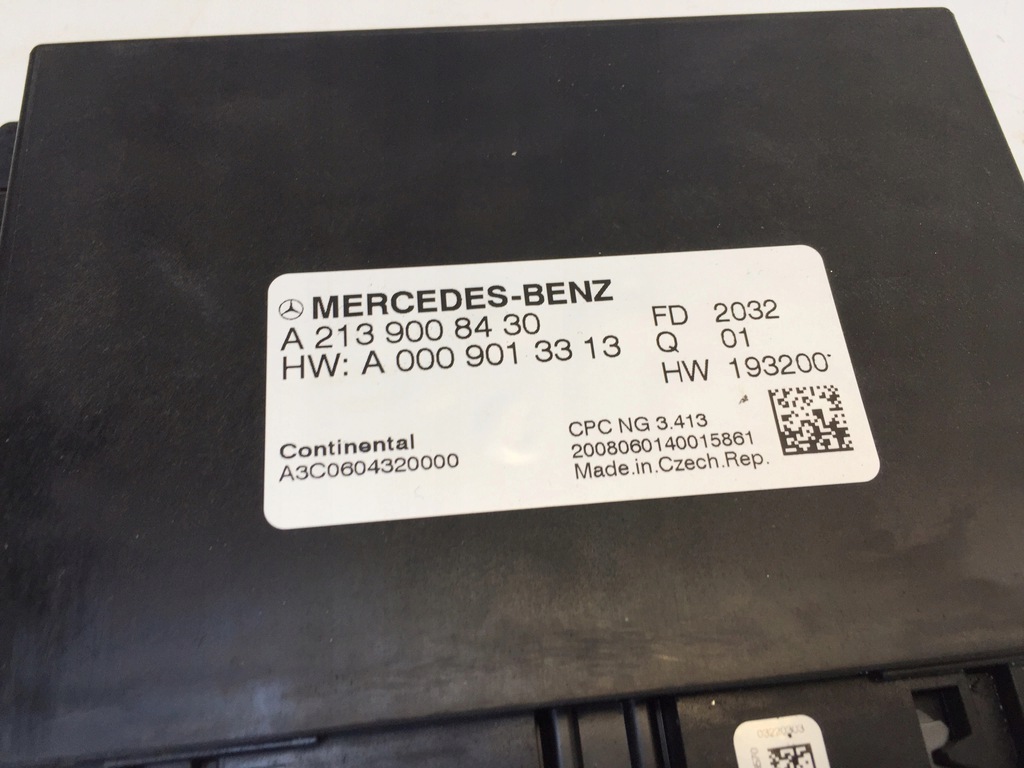 MERCEDES-BENZ
A 213 900 84 30
HW: A 000 901 33 13
FD 2032
Q 01
HW 193200
Continental
A3C0604320000
CPC NG 3.413
2008060140015861
Made.in.Czech.Rep.